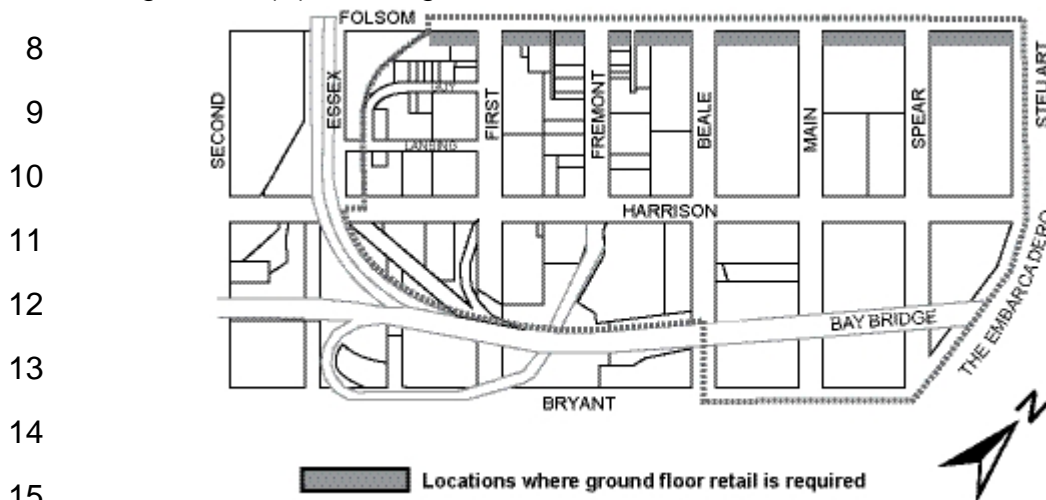 FOLSOM
8
STEUART
ESSEX
GUY
9
SECOND
FIRST
FREMONT
BEALE
MAIN
SPEAR
LANSING
10
HARRISON
11
THE EMBARCADERO
12
BAY BRIDGE
13
BRYANT
N
14
Locations where ground floor retail is required
15